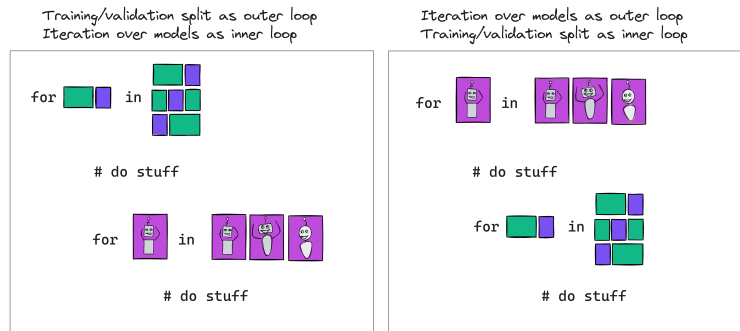 Training/validation split as outer loop
Iteration over models as inner loop
for in
# do stuff
for in
# do stuff
Iteration over models as outer loop
Training/validation split as inner loop
for in
# do stuff
for in
# do stuff